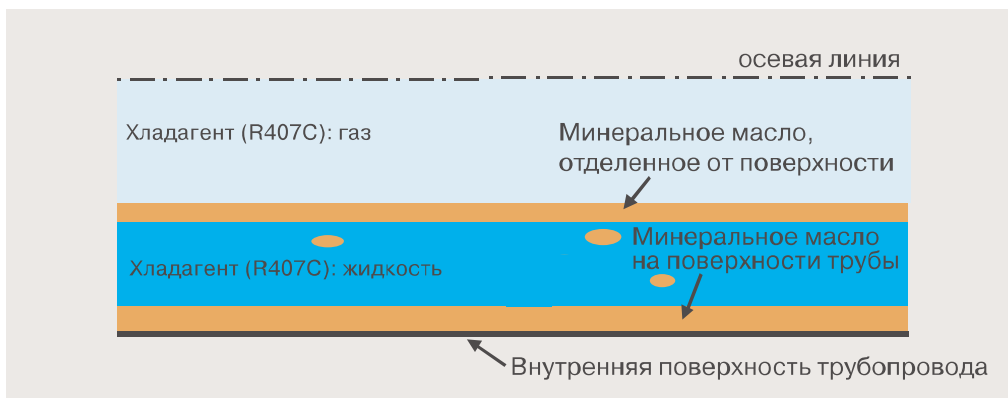 осевая линия
Хладагент (R407C): газ
Минеральное масло,
отделенное от поверхности
Минеральное масло
на поверхности трубы
Хладагент (R407C): жидкость
Внутренняя поверхность трубопровода